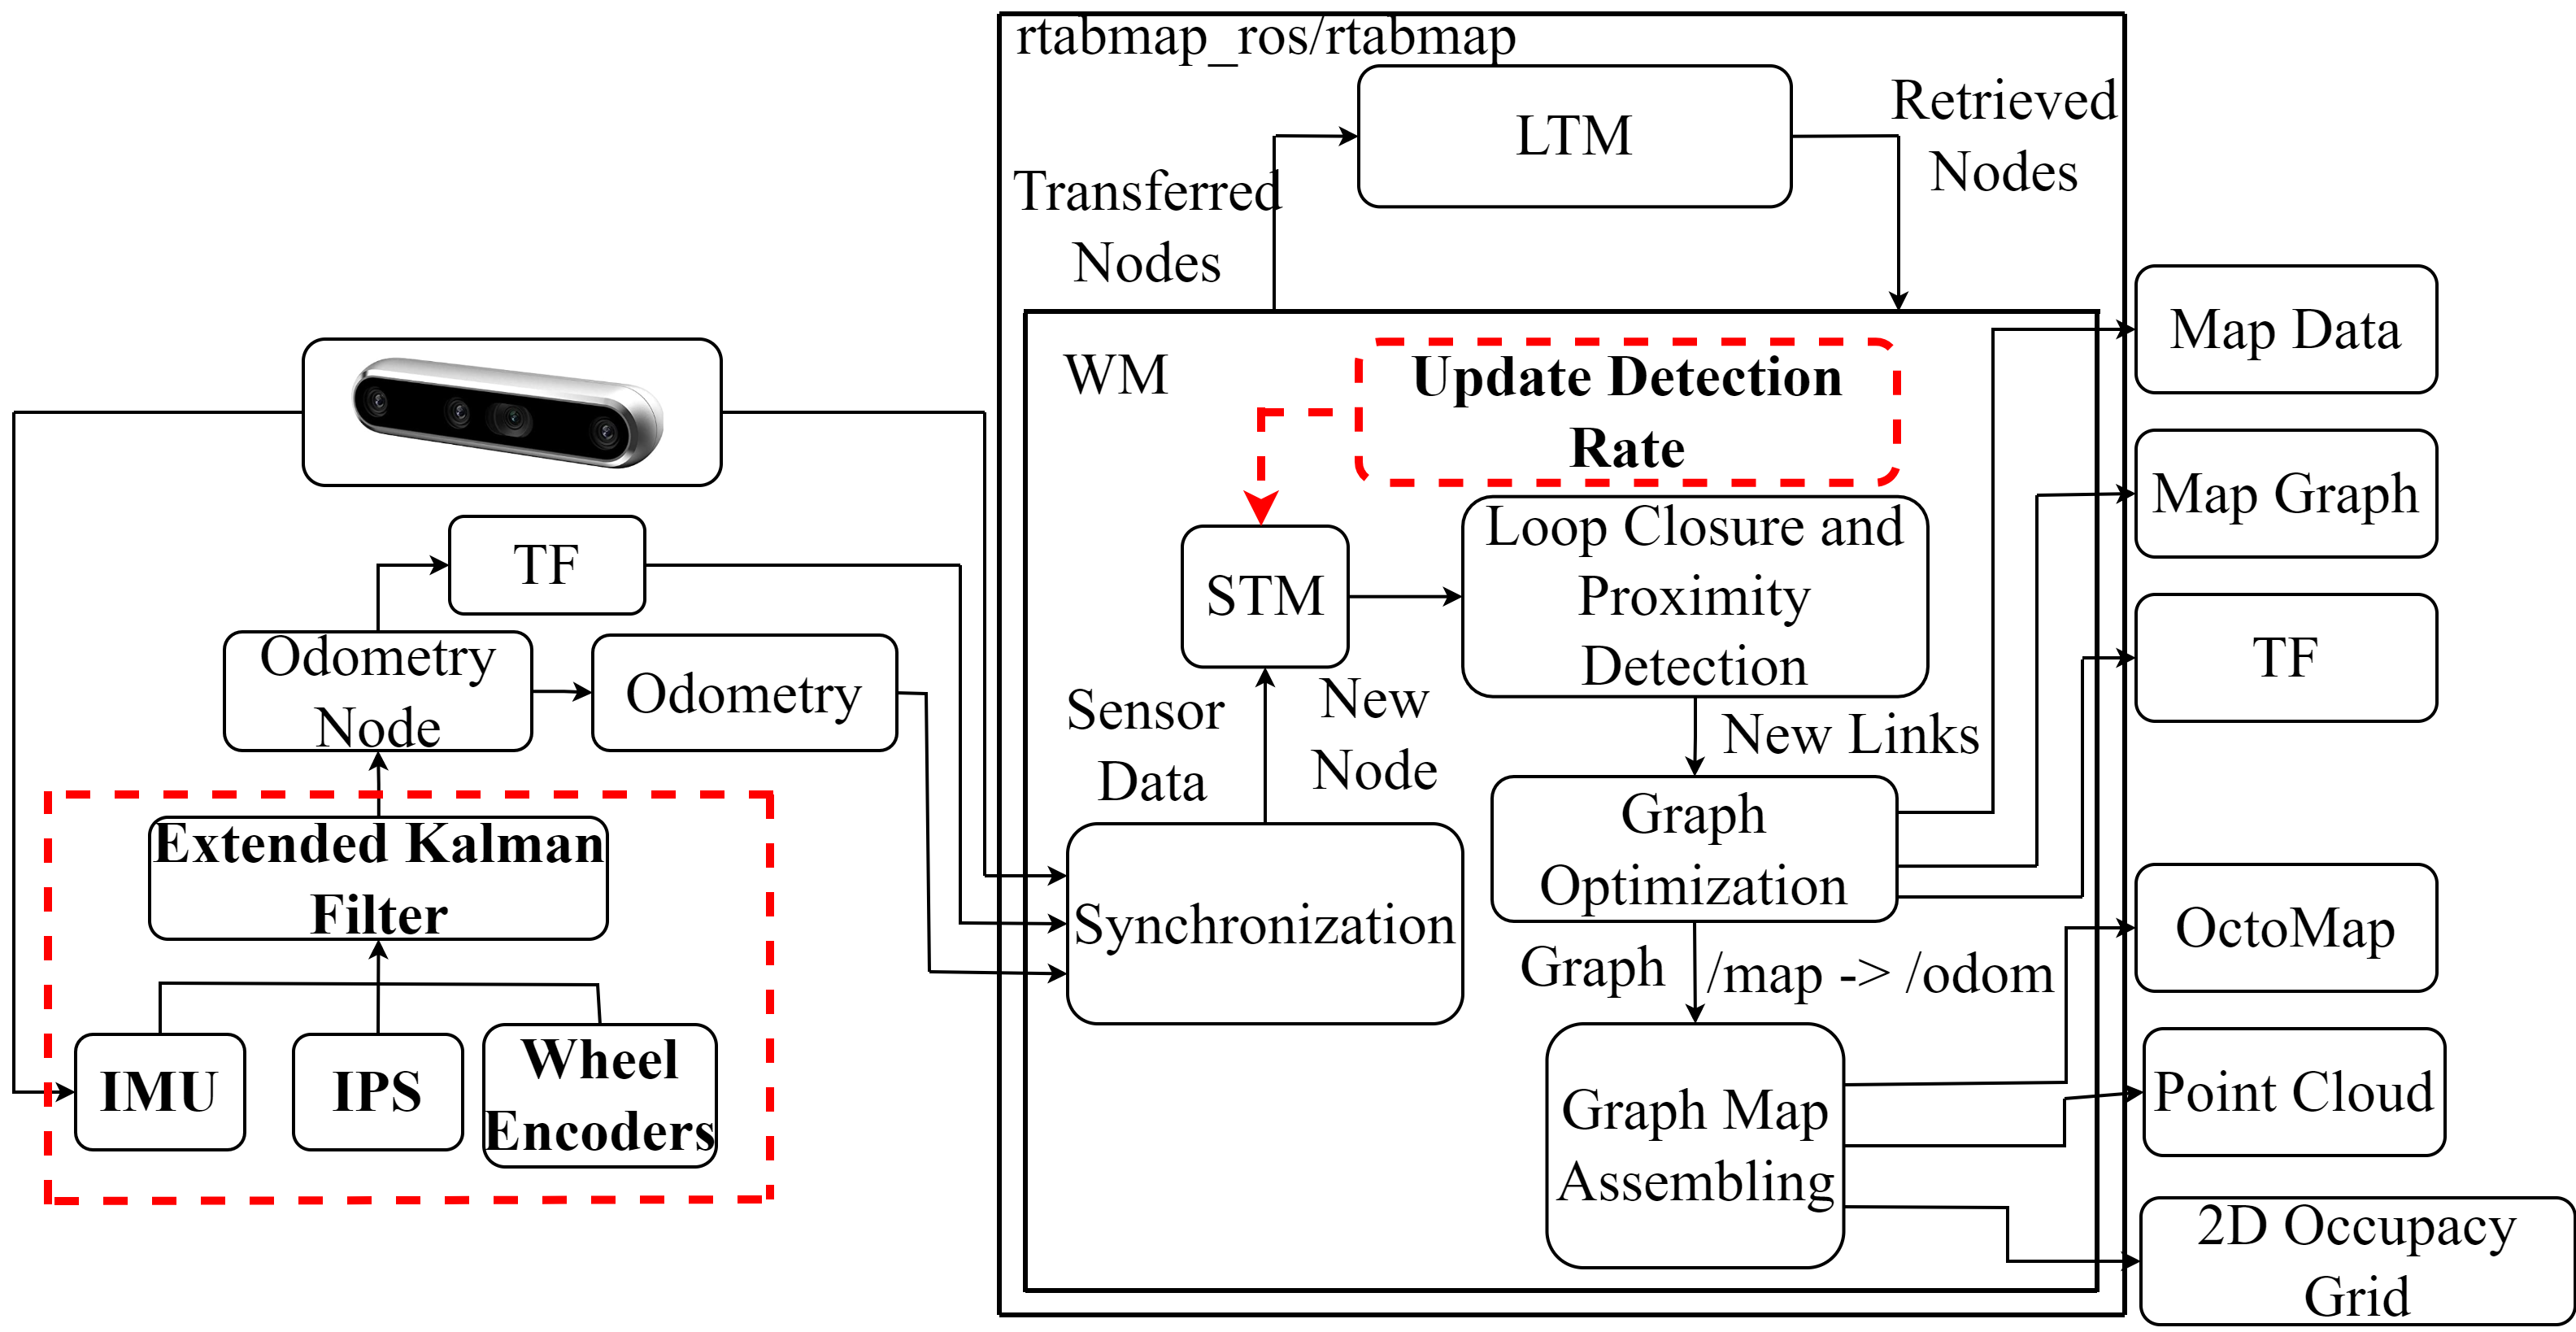 rtabmap_ros/rtabmap
LTM
Transferred
Nodes
Retrieved
Nodes
WM
Update Detection
Rate
STM
Loop Closure and
Proximity
Detection
Sensor
Data
New
Node
New Links
Synchronization
Graph
Optimization
Graph
/map -> /odom
Graph Map
Assembling
TF
Odometry
Node
Odometry
Extended Kalman
Filter
IMU
IPS
Wheel
Encoders
Map Data
Map Graph
TF
OctoMap
Point Cloud
2D Occupacy
Grid